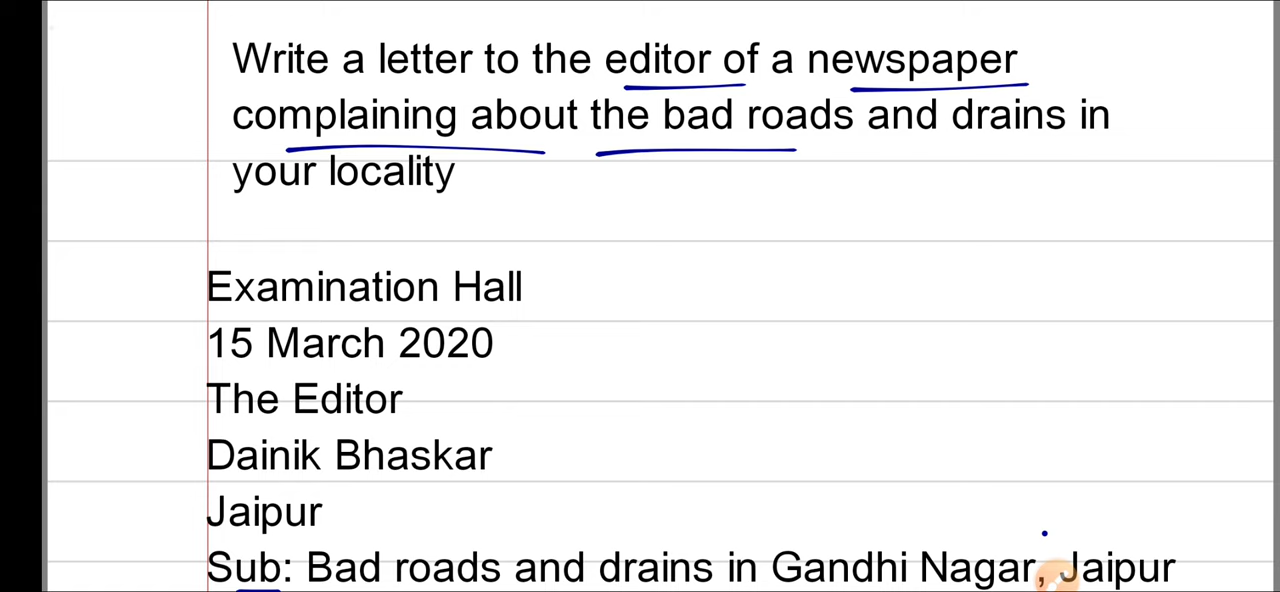 Write a letter to the editor of a newspaper
complaining about the bad roads and drains in
your locality
Examination Hall
15 March 2020
The Editor
Dainik Bhaskar
Jaipur
Sub: Bad roads and drains in Gandhi Nagar, Jaipur